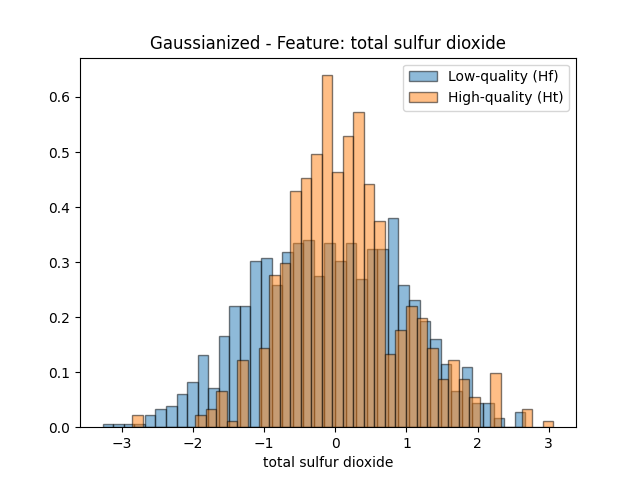 Gaussianized - Feature: total sulfur dioxide
Low-quality (Hf)
High-quality (Ht)
0.6
0.5
0.4
0.3
0.2
0.1
0.0
−3 −2 −1 0 1 2 3
total sulfur dioxide